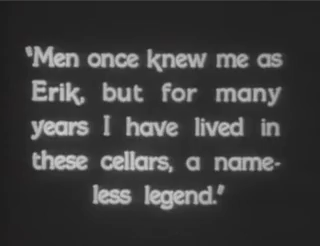 "Men once knew me as
Erik, but for many
years I have lived in
these cellars, a name-
less legend."